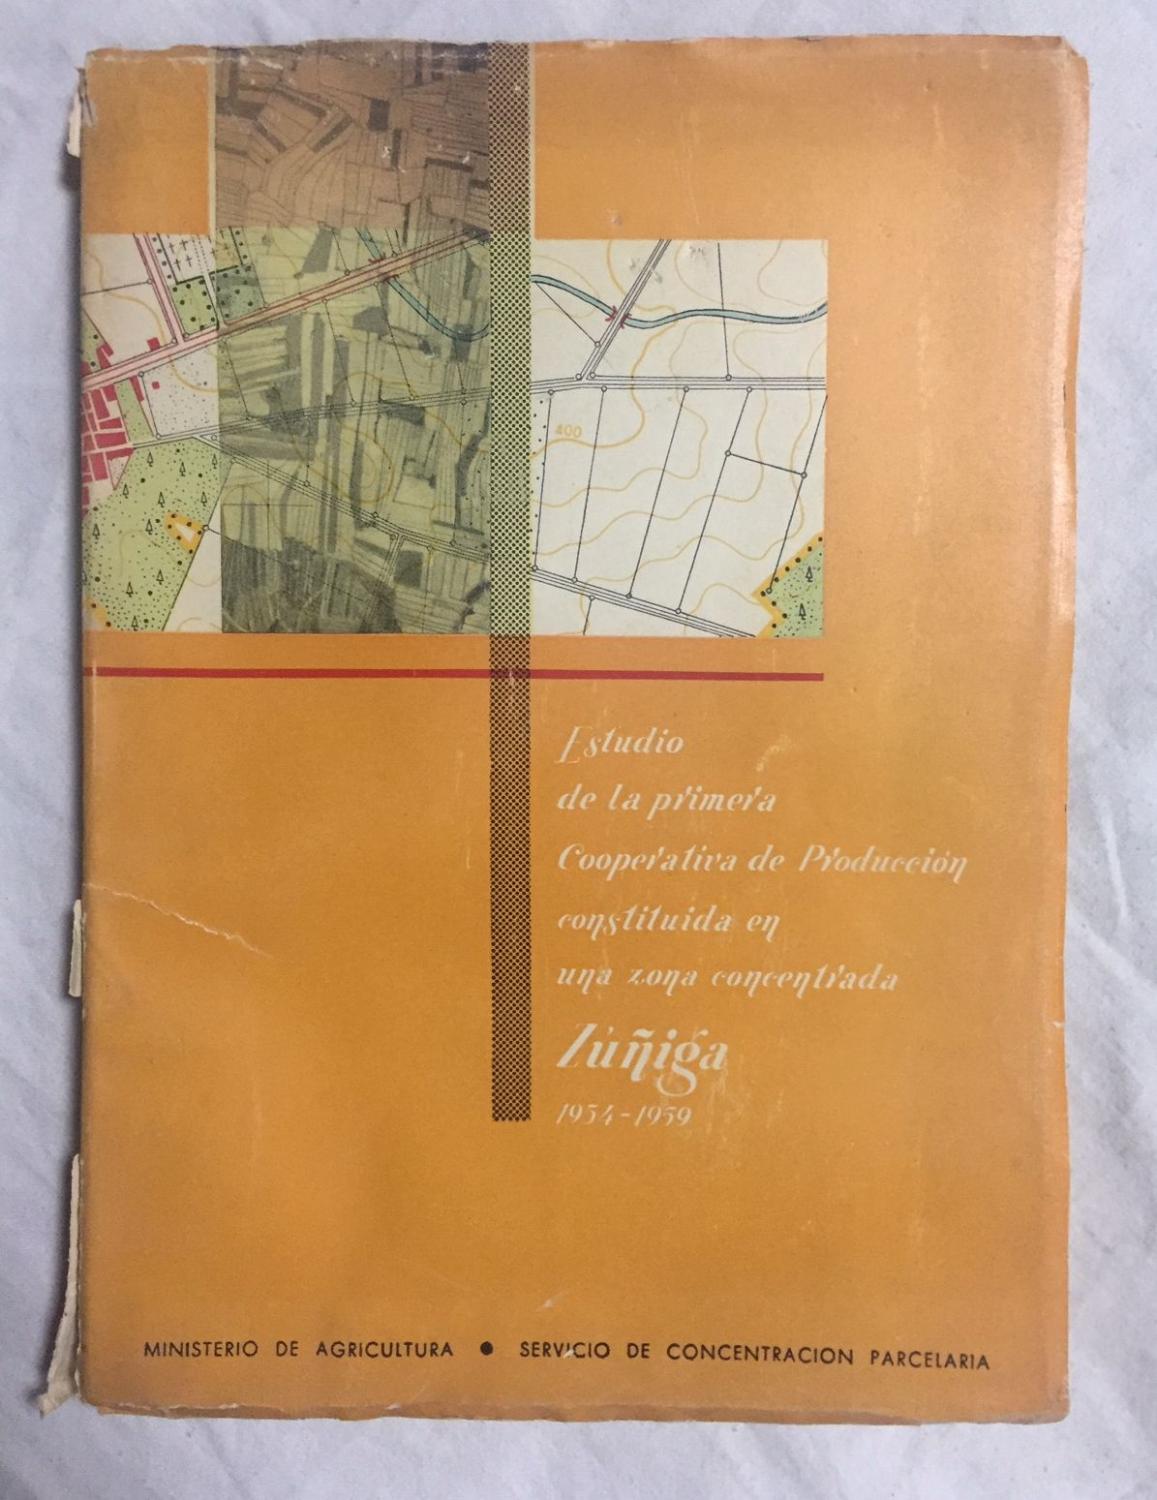 400
Estudio
de la primera
Cooperativa de Producción
constituida en
una zona concentrada
Zúñiga
1954-1959
MINISTERIO DE AGRICULTURA ● SERVICIO DE CONCENTRACION PARCELARIA